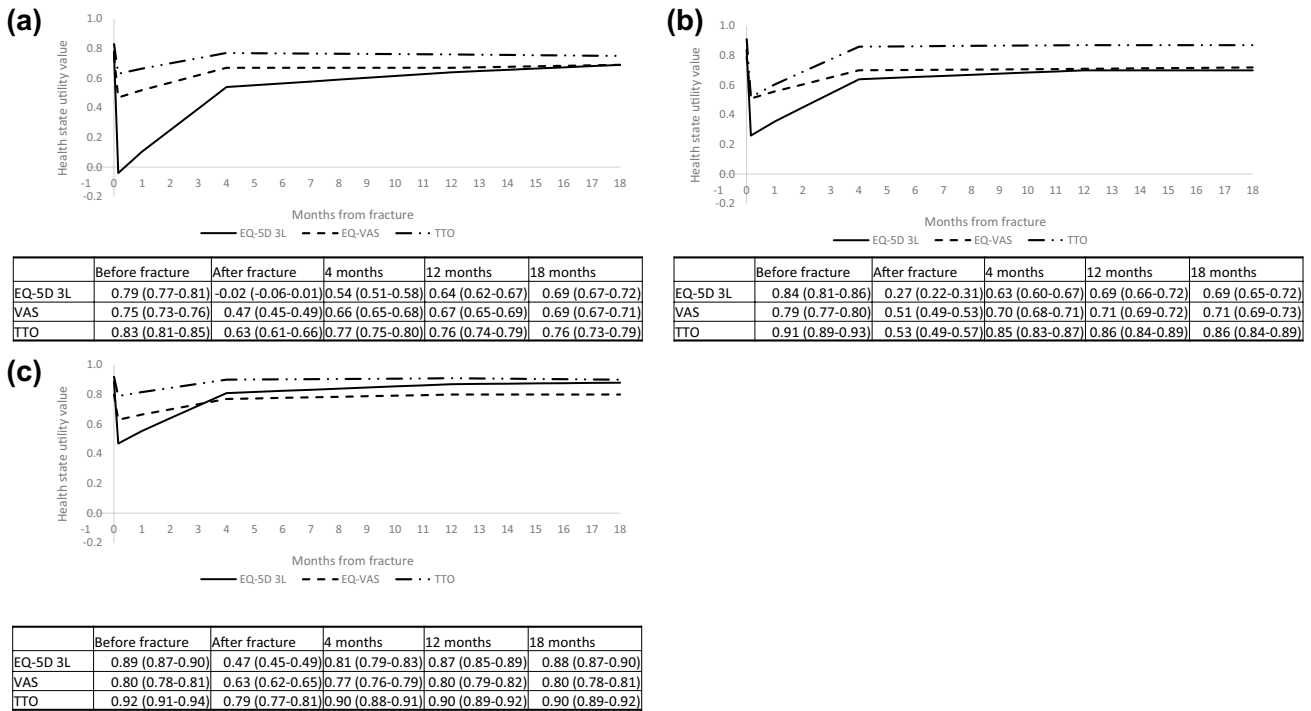 (a)
Health state utility value
1.0
0.8
0.6
0.4
0.2
0.0
-0.2
-1 0 1 2 3 4 5 6 7 8 9 10 11 12 13 14 15 16 17 18
Months from fracture
EQ-5D 3L EQ-VAS TTO
Before fracture After fracture 4 months 12 months 18 months
EQ-5D 3L 0.79 (0.77-0.81) -0.02 (-0.06-0.01) 0.54 (0.51-0.58) 0.64 (0.62-0.67) 0.69 (0.67-0.72)
VAS 0.75 (0.73-0.76) 0.47 (0.45-0.49) 0.66 (0.65-0.68) 0.67 (0.65-0.69) 0.69 (0.67-0.71)
TTO 0.83 (0.81-0.85) 0.63 (0.61-0.66) 0.77 (0.75-0.80) 0.76 (0.74-0.79) 0.76 (0.73-0.79)
(b)
Health state utility value
1.0
0.8
0.6
0.4
0.2
0.0
-0.2
-1 0 1 2 3 4 5 6 7 8 9 10 11 12 13 14 15 16 17 18
Months from fracture
EQ-5D 3L EQ-VAS TTO
Before fracture After fracture 4 months 12 months 18 months
EQ-5D 3L 0.84 (0.81-0.86) 0.27 (0.22-0.31) 0.63 (0.60-0.67) 0.69 (0.66-0.72) 0.69 (0.65-0.72)
VAS 0.79 (0.77-0.80) 0.51 (0.49-0.53) 0.70 (0.68-0.71) 0.71 (0.69-0.72) 0.71 (0.69-0.73)
TTO 0.91 (0.89-0.93) 0.53 (0.49-0.57) 0.85 (0.83-0.87) 0.86 (0.84-0.89) 0.86 (0.84-0.89)
(c)
Health state utility value
1.0
0.8
0.6
0.4
0.2
0.0
-0.2
-1 0 1 2 3 4 5 6 7 8 9 10 11 12 13 14 15 16 17 18
Months from fracture
EQ-5D 3L EQ-VAS TTO
Before fracture After fracture 4 months 12 months 18 months
EQ-5D 3L 0.89 (0.87-0.90) 0.47 (0.45-0.49) 0.81 (0.79-0.83) 0.87 (0.85-0.89) 0.88 (0.87-0.90)
VAS 0.80 (0.78-0.81) 0.63 (0.62-0.65) 0.77 (0.76-0.79) 0.80 (0.79-0.82) 0.80 (0.78-0.81)
TTO 0.92 (0.91-0.94) 0.79 (0.77-0.81) 0.90 (0.88-0.91) 0.90 (0.89-0.92) 0.90 (0.89-0.92)